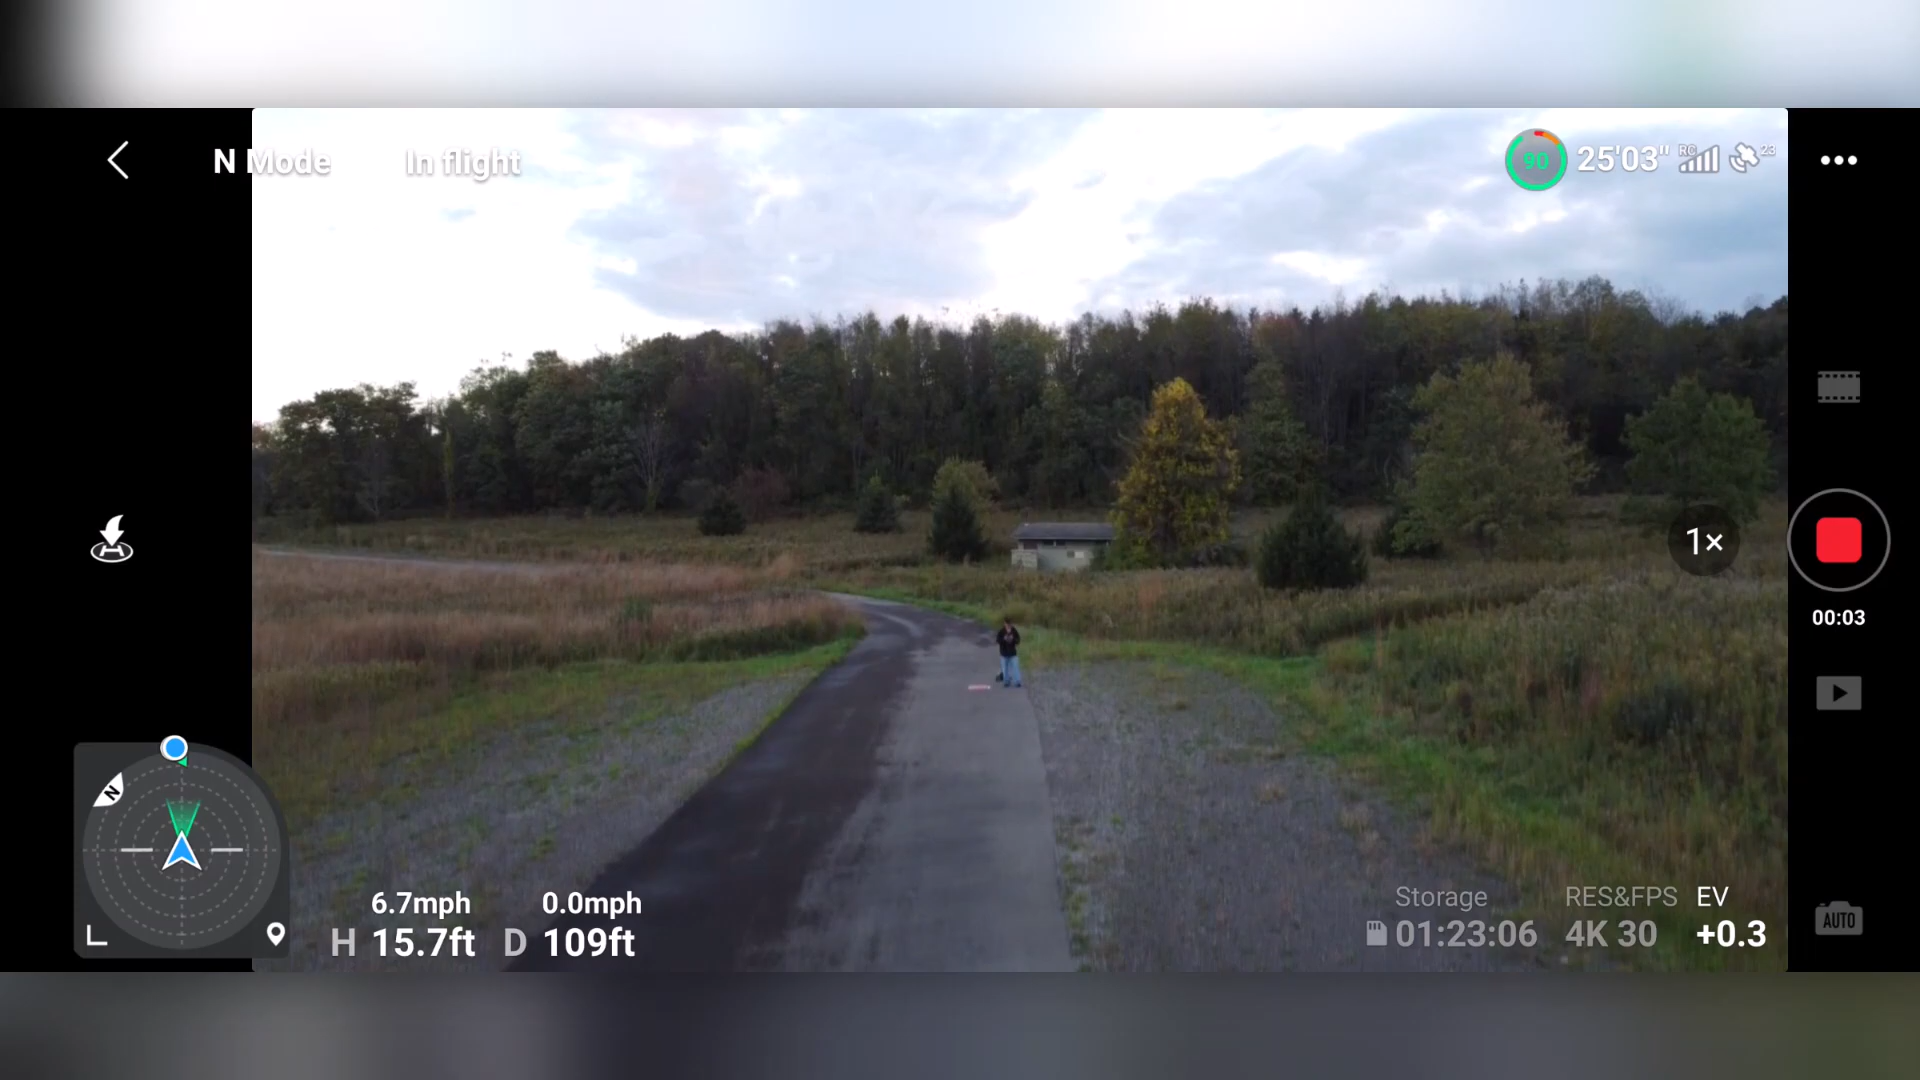 N Mode In flight
90 25'03" RC 23
1×
00:03
N
6.7mph 0.0mph
H 15.7ft D 109ft
Storage RES&FPS EV
01:23:06 4K 30 +0.3
AUTO